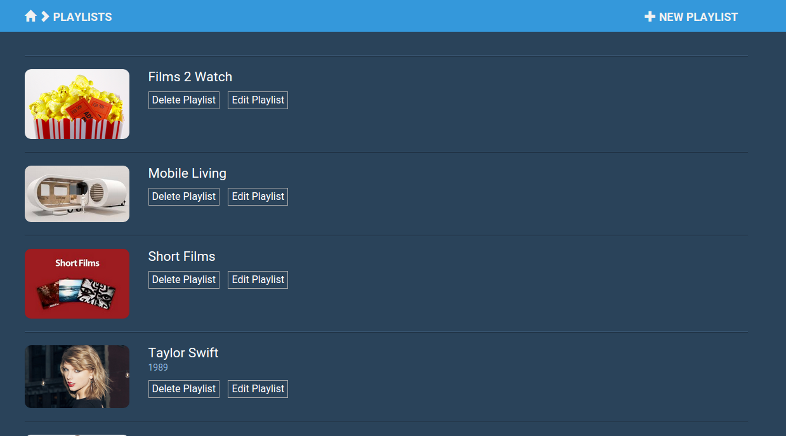 PLAYLISTS
NEW PLAYLIST
Films 2 Watch
Delete Playlist Edit Playlist
Mobile Living
Delete Playlist Edit Playlist
Short Films
Short Films
Delete Playlist Edit Playlist
Taylor Swift
1989
Delete Playlist Edit Playlist